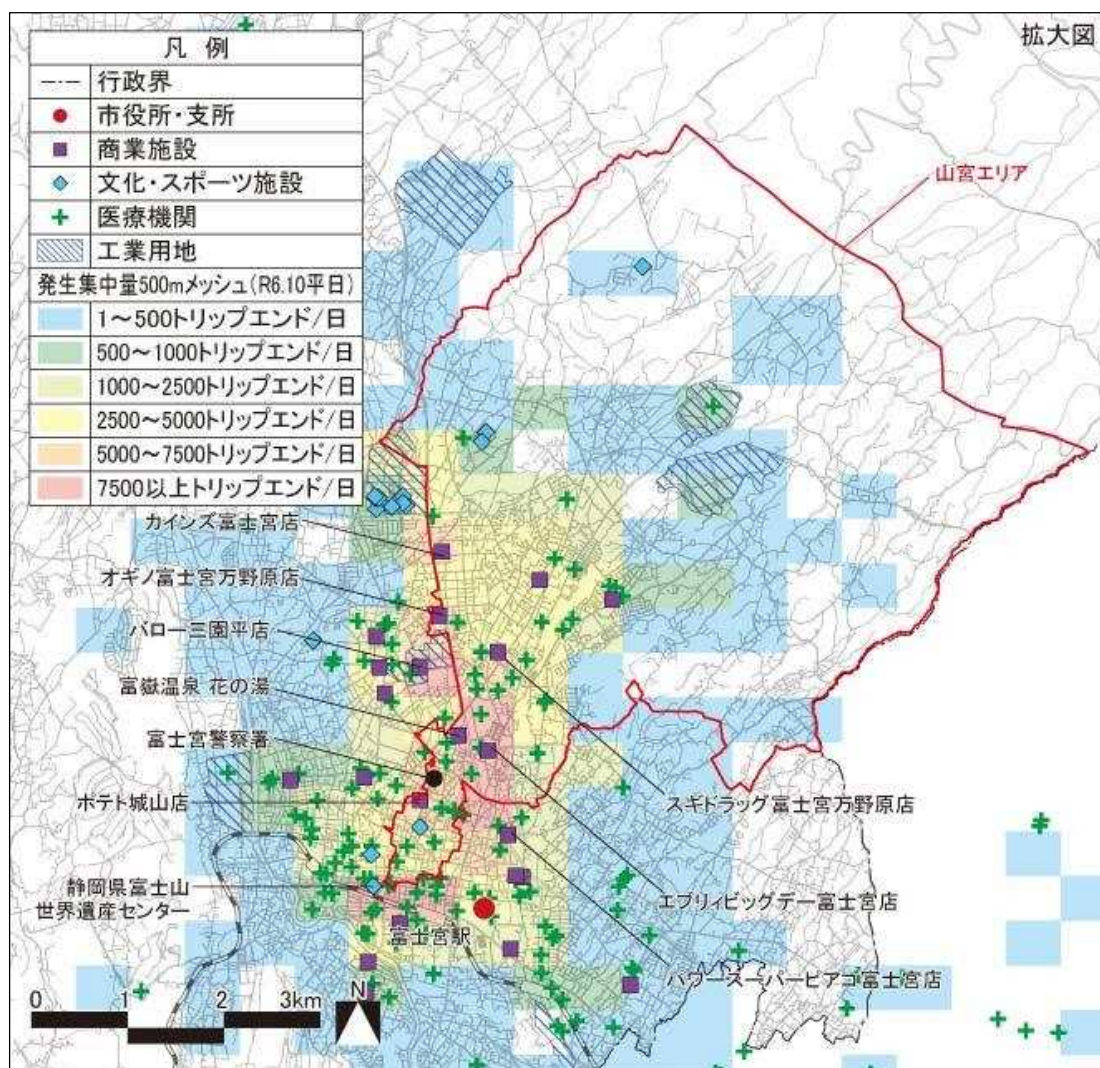 拡大図
凡 例
行政界
市役所・支所
商業施設
文化・スポーツ施設
医療機関
工業用地
発生集中量500mメッシュ(R6.10平日)
1～500トリップエンド/日
500～1000トリップエンド/日
1000～2500トリップエンド/日
2500～5000トリップエンド/日
5000～7500トリップエンド/日
7500以上トリップエンド/日
山宮エリア
カインズ富士宮店
オギノ富士宮万野原店
バロー三園平店
富嶽温泉 花の湯
富士宮警察署
ポテト城山店
静岡県富士山
世界遺産センター
富士宮駅
スギドラッグ富士宮万野原店
エブリィビッグデー富士宮店
パワースーパーピアゴ富士宮店
0 1 2 3km
N